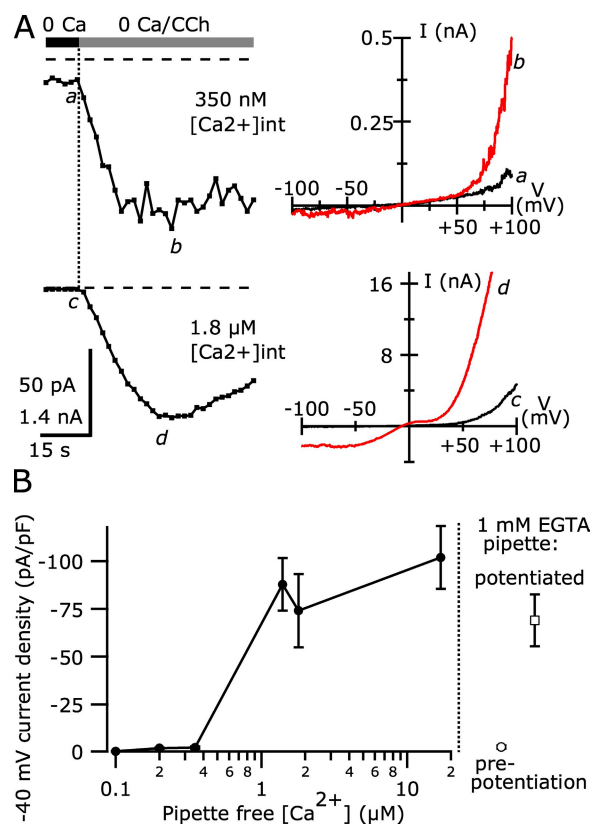 A
0 Ca 0 Ca/CCh
a
350 nM
[Ca2+]int
b
I (nA)
0.5
b
0.25
a
-100 -50
V
(mV)
+50 +100
c
1.8 µM
[Ca2+]int
50 pA
1.4 nA
15 s
d
16
I (nA)
d
8
-100 -50
c
V
(mV)
+50 +100
B
-40 mV current density (pA/pF)
-100
-75
-50
-25
0
0.1 2 4 6 8 1 2 4 6 8 10 2
Pipette free [Ca2+] (µM)
1 mM EGTA
pipette:
potentiated
pre-
potentiation